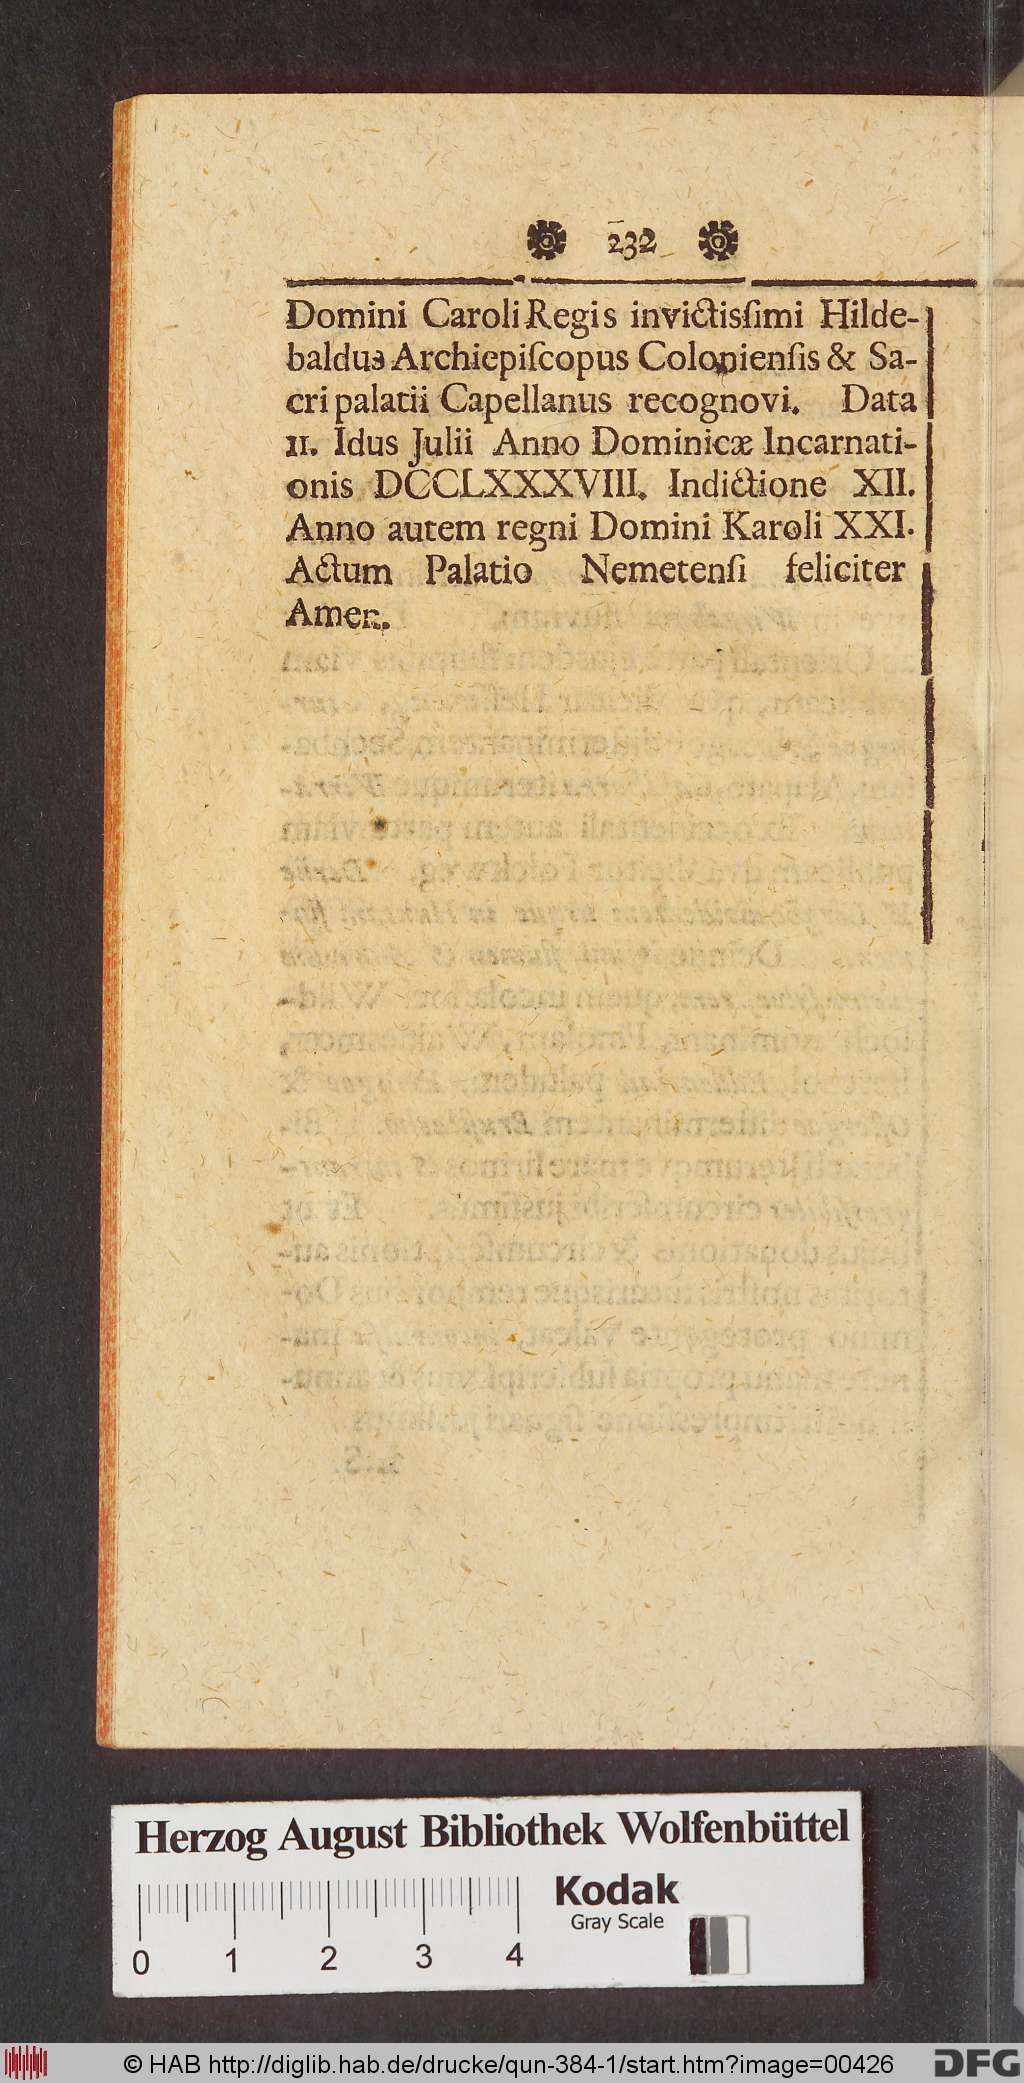 232
Domini Caroli Regis invictisſimi Hilde-
baldus Archiepiſcopus Colonienſis & Sa-
cri palatii Capellanus recognovi. Data
II. Idus Julii Anno Dominicæ Incarnati-
onis DCCLXXXVIII. Indictione XII.
Anno autem regni Domini Karoli XXI.
Actum Palatio Nemetenſi feliciter
Amen.
Herzog August Bibliothek Wolfenbüttel
Kodak
Gray Scale
0 1 2 3 4
© HAB http://diglib.hab.de/drucke/qun-384-1/start.htm?image=00426
DFG